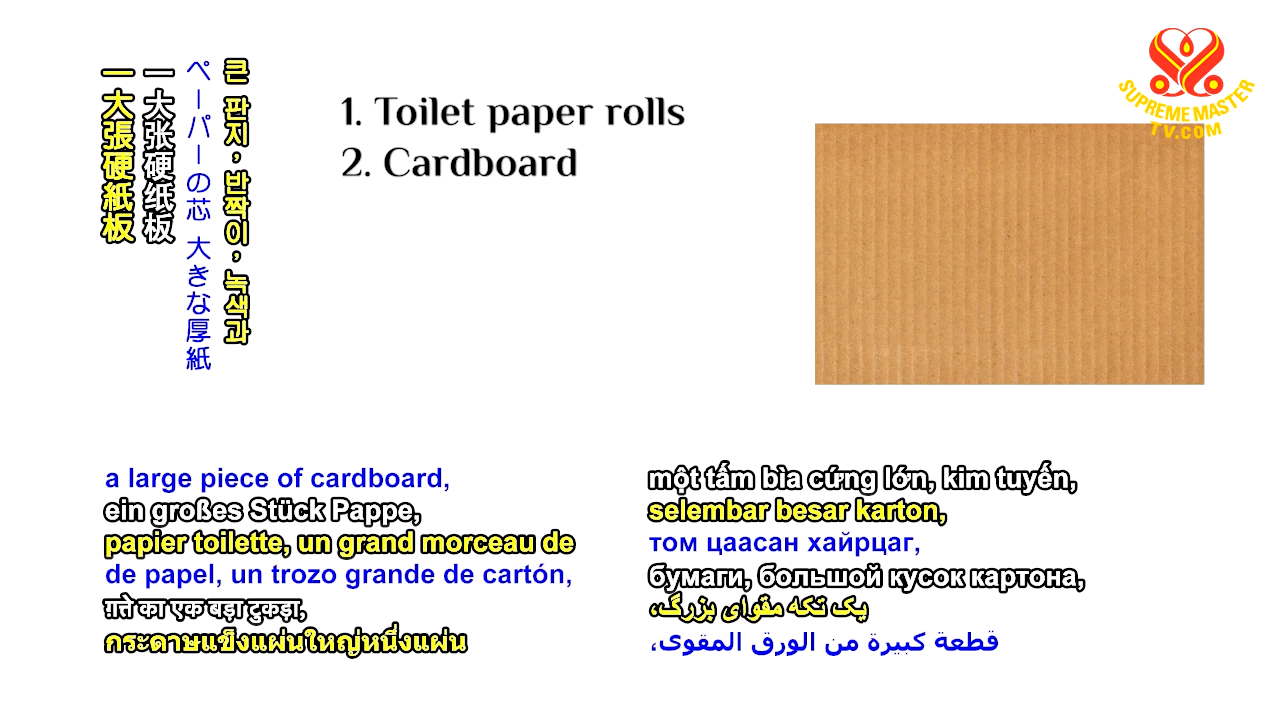 큰 판지, 반짝이, 녹색과
ペーパーの芯 大きな厚紙
一大张硬纸板
一大張硬紙板
1. Toilet paper rolls
2. Cardboard
SUPREME MASTER
TV.COM
a large piece of cardboard,
ein großes Stück Pappe,
papier toilette, un grand morceau de
de papel, un trozo grande de cartón,
ग़त्ते का एक बड़ा टुकड़ा,
กระดาษแข็งแผ่นใหญ่หนึ่งแผ่น
một tấm bìa cứng lớn, kim tuyến,
selembar besar karton,
том цаасан хайрцаг,
бумаги, большой кусок картона,
یک تکه مقوای بزرگ،
قطعة كبيرة من الورق المقوى،